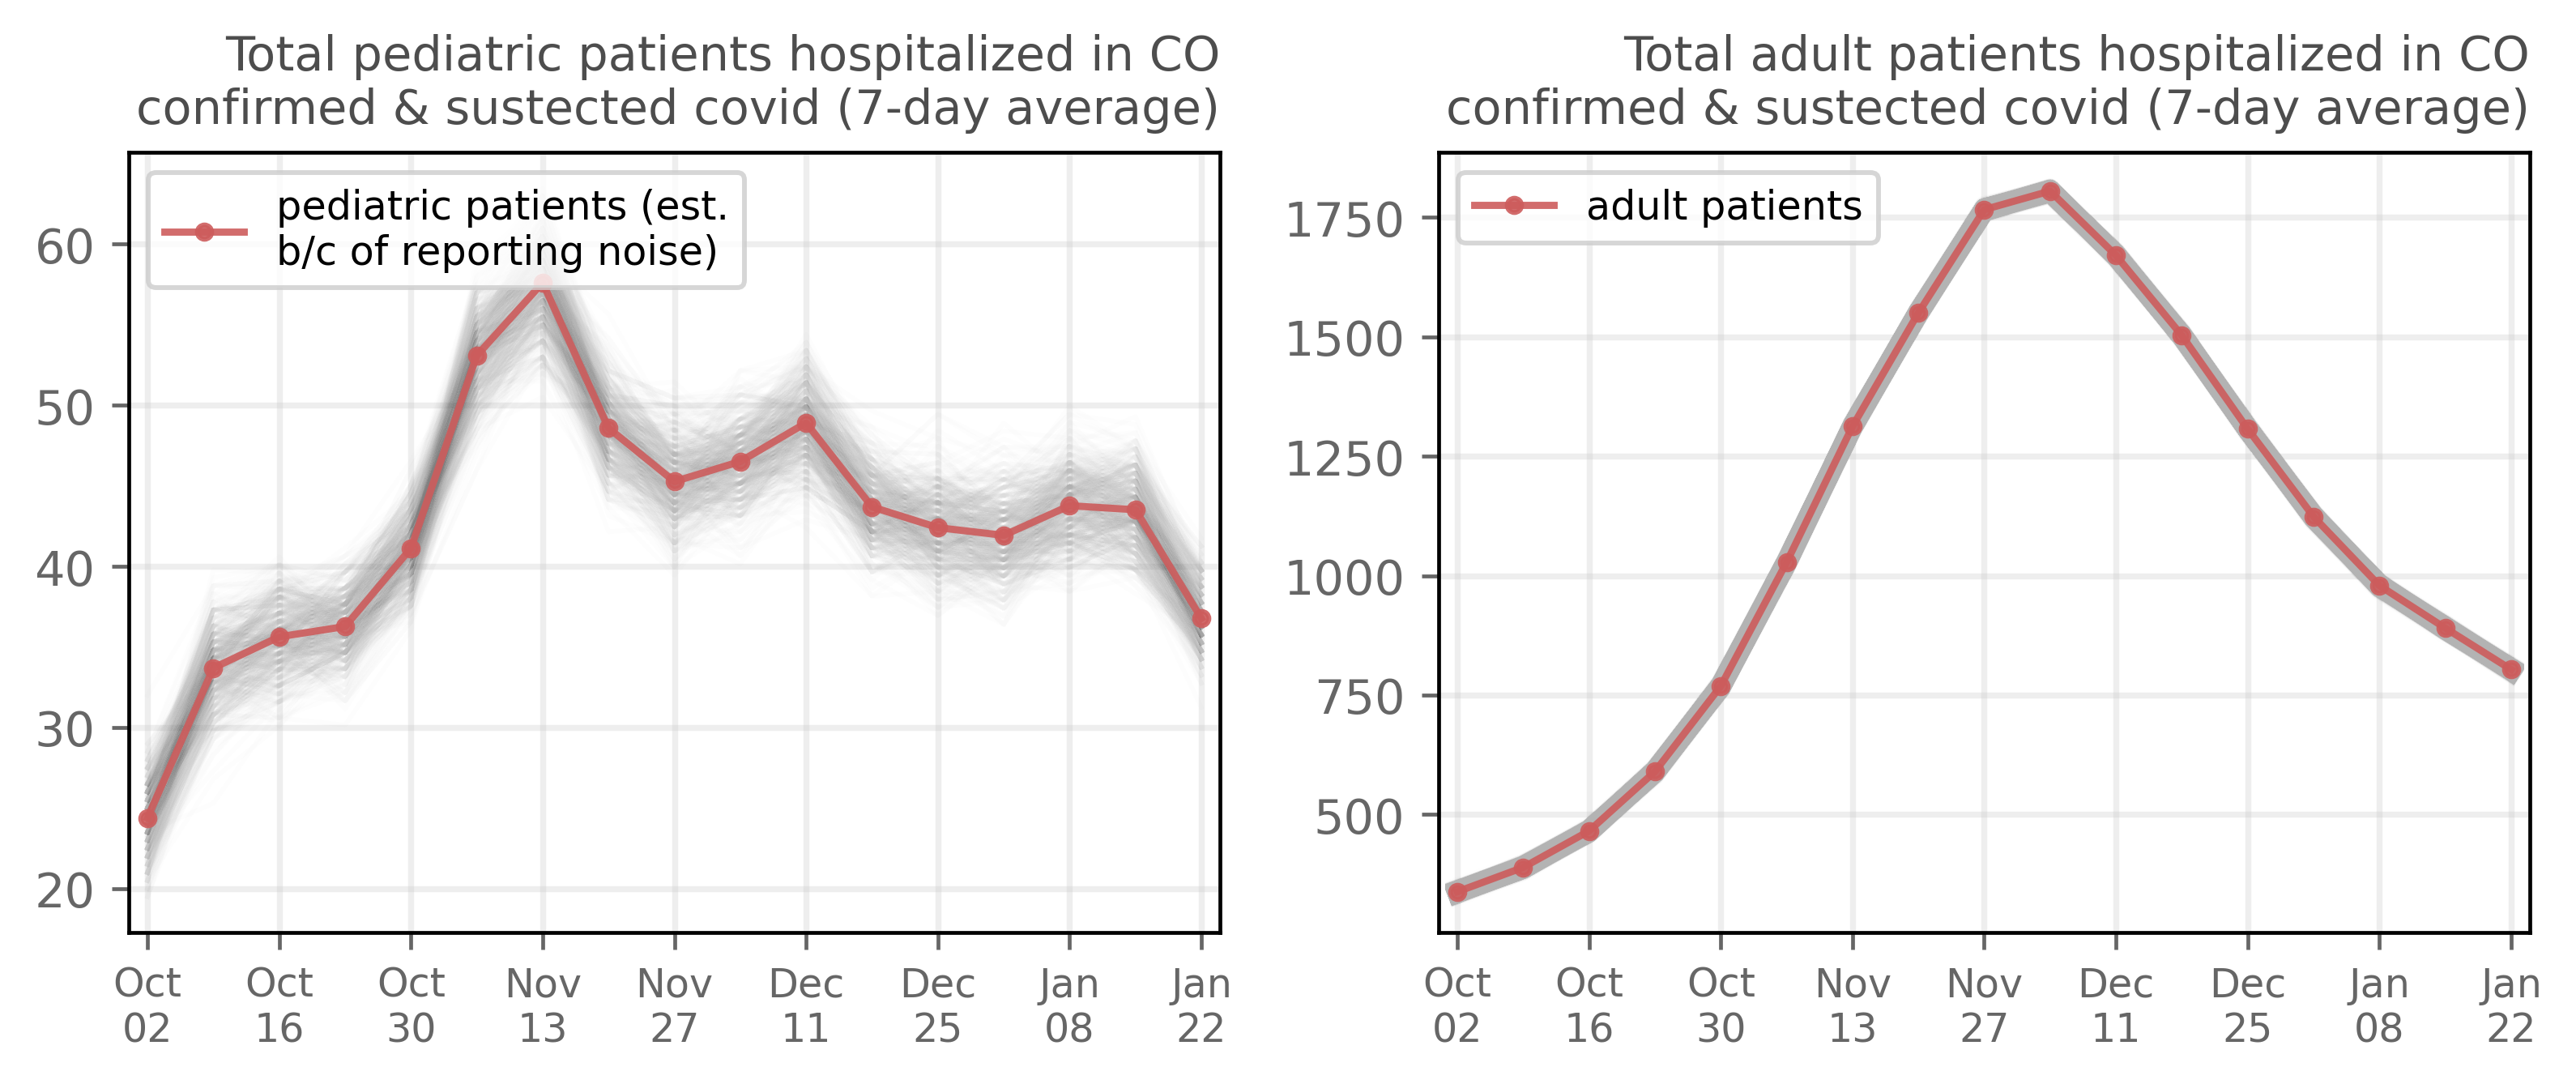 Total pediatric patients hospitalized in CO
confirmed & sustected covid (7-day average)
pediatric patients (est.
b/c of reporting noise)
60
50
40
30
20
Oct
02
Oct
16
Oct
30
Nov
13
Nov
27
Dec
11
Dec
25
Jan
08
Jan
22
Total adult patients hospitalized in CO
confirmed & sustected covid (7-day average)
adult patients
1750
1500
1250
1000
750
500
Oct
02
Oct
16
Oct
30
Nov
13
Nov
27
Dec
11
Dec
25
Jan
08
Jan
22